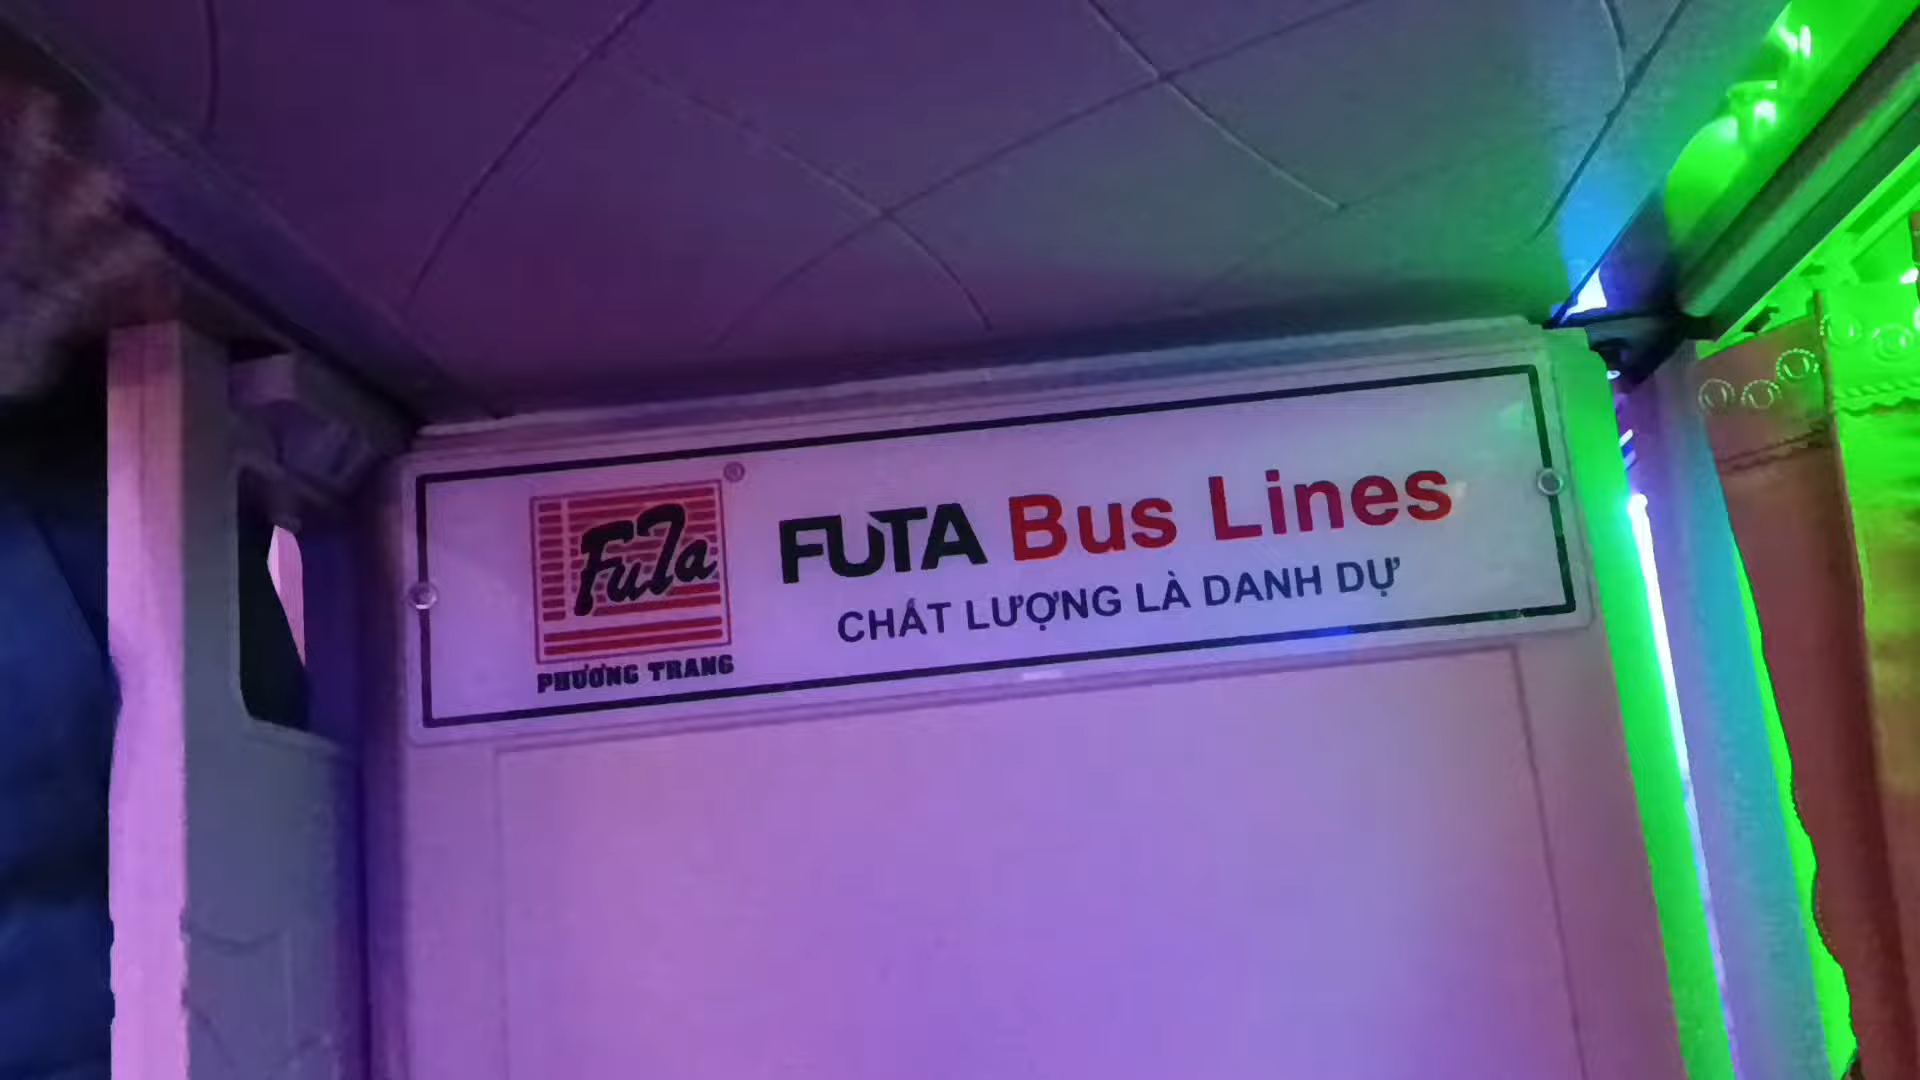 FuTa
PHƯƠNG TRANG
®
FUTA Bus Lines
CHẤT LƯỢNG LÀ DANH DỰ